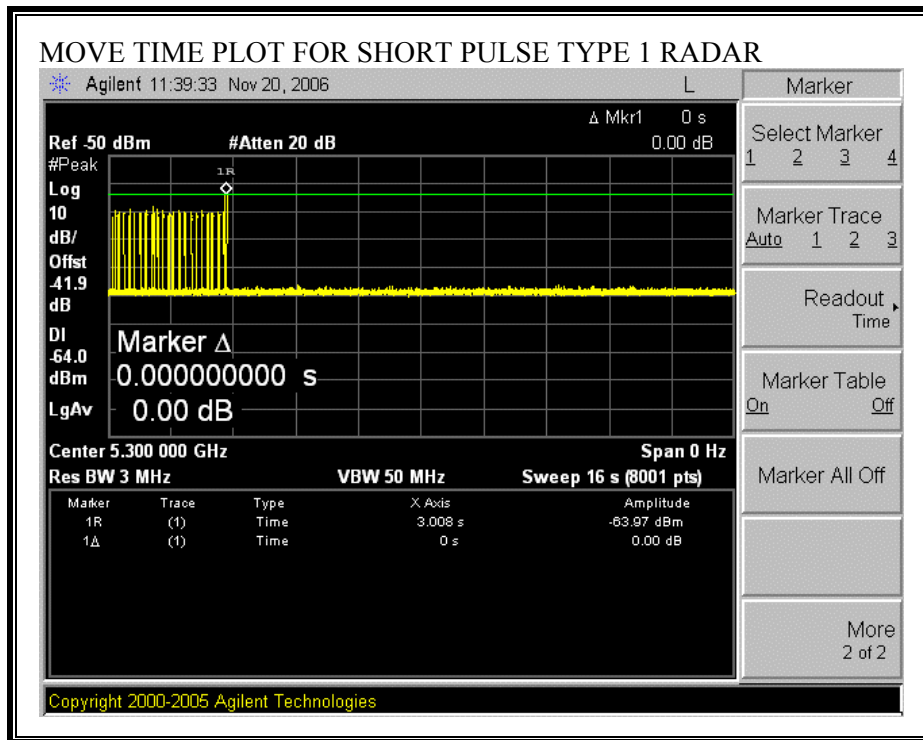 MOVE TIME PLOT FOR SHORT PULSE TYPE 1 RADAR
Agilent 11:39:33 Nov 20, 2006 L
Δ Mkr1 0 s
Ref -50 dBm #Atten 20 dB 0.00 dB
#Peak
Log
10
dB/
Offst
-41.9
dB
DI
-64.0
dBm
LgAv
1R
Marker Δ
0.000000000 s
0.00 dB
Center 5.300 000 GHz Span 0 Hz
Res BW 3 MHz VBW 50 MHz Sweep 16 s (8001 pts)
Marker Trace Type X Axis Amplitude
1R (1) Time 3.008 s -63.97 dBm
1Δ (1) Time 0 s 0.00 dB
Copyright 2000-2005 Agilent Technologies
Marker
Select Marker
1 2 3 4
Marker Trace
Auto 1 2 3
Readout
Time
Marker Table
On Off
Marker All Off
More
2 of 2